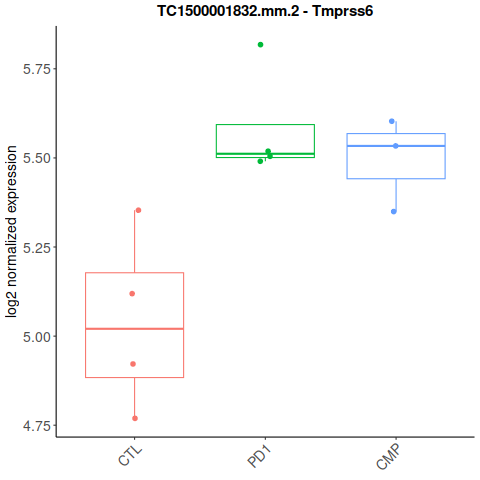 TC1500001832.mm.2 - Tmprss6
log2 normalized expression
5.75
5.50
5.25
5.00
4.75
CTL
PD1
CMP